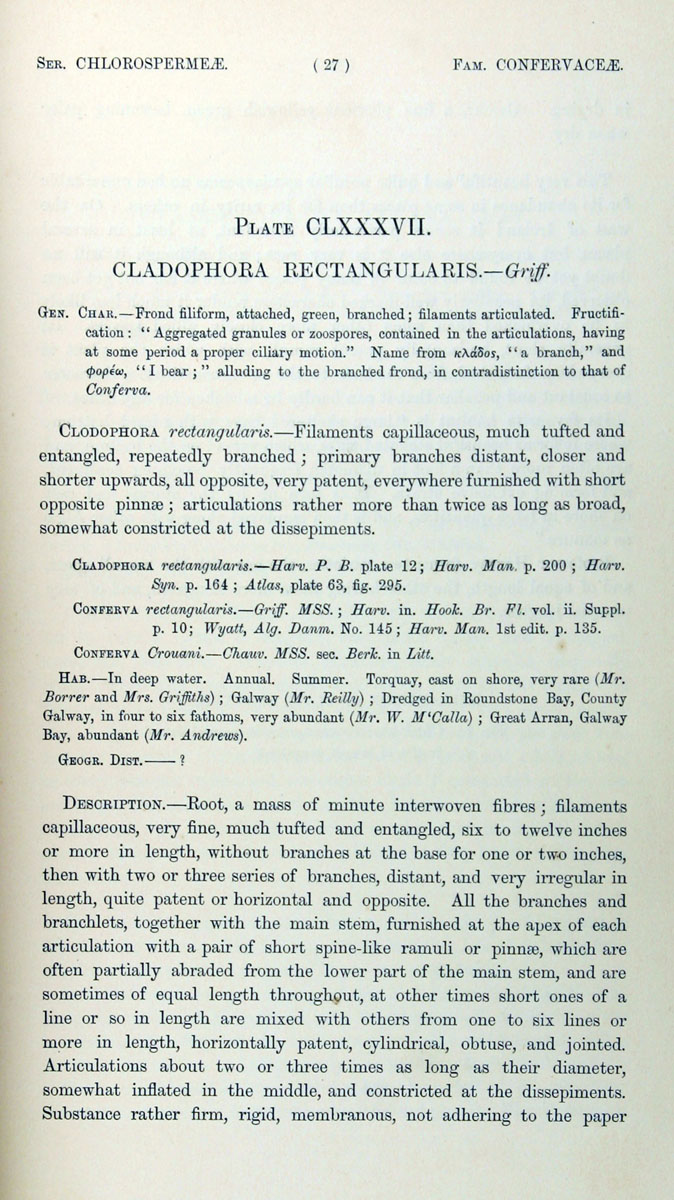 Ser. CHLOROSPERMEÆ. ( 27 ) Fam. CONFERVACEÆ.
Plate CLXXXVII.
CLADOPHORA RECTANGULARIS.—Griff.
Gen. Char.—Frond filiform, attached, green, branched; filaments articulated. Fructifi-
cation: "Aggregated granules or zoospores, contained in the articulations, having
at some period a proper ciliary motion." Name from κλάδος, "a branch," and
φορέω, "I bear;" alluding to the branched frond, in contradistinction to that of
Conferva.
Clodophora rectangularis.—Filaments capillaceous, much tufted and
entangled, repeatedly branched; primary branches distant, closer and
shorter upwards, all opposite, very patent, everywhere furnished with short
opposite pinnæ; articulations rather more than twice as long as broad,
somewhat constricted at the dissepiments.
Cladophora rectangularis.—Harv. P. B. plate 12; Harv. Man. p. 200; Harv.
Syn. p. 164; Atlas, plate 63, fig. 295.
Conferva rectangularis.—Griff. MSS.; Harv. in. Hook. Br. Fl. vol. ii. Suppl.
p. 10; Wyatt, Alg. Danm. No. 145; Harv. Man. 1st edit. p. 135.
Conferva Crouani.—Chauv. MSS. sec. Berk. in Litt.
Hab.—In deep water. Annual. Summer. Torquay, cast on shore, very rare (Mr.
Borrer and Mrs. Griffiths); Galway (Mr. Reilly); Dredged in Roundstone Bay, County
Galway, in four to six fathoms, very abundant (Mr. W. M'Calla); Great Arran, Galway
Bay, abundant (Mr. Andrews).
Geogr. Dist.——?
Description.—Root, a mass of minute interwoven fibres; filaments
capillaceous, very fine, much tufted and entangled, six to twelve inches
or more in length, without branches at the base for one or two inches,
then with two or three series of branches, distant, and very irregular in
length, quite patent or horizontal and opposite. All the branches and
branchlets, together with the main stem, furnished at the apex of each
articulation with a pair of short spine-like ramuli or pinnæ, which are
often partially abraded from the lower part of the main stem, and are
sometimes of equal length throughout, at other times short ones of a
line or so in length are mixed with others from one to six lines or
more in length, horizontally patent, cylindrical, obtuse, and jointed.
Articulations about two or three times as long as their diameter,
somewhat inflated in the middle, and constricted at the dissepiments.
Substance rather firm, rigid, membranous, not adhering to the paper